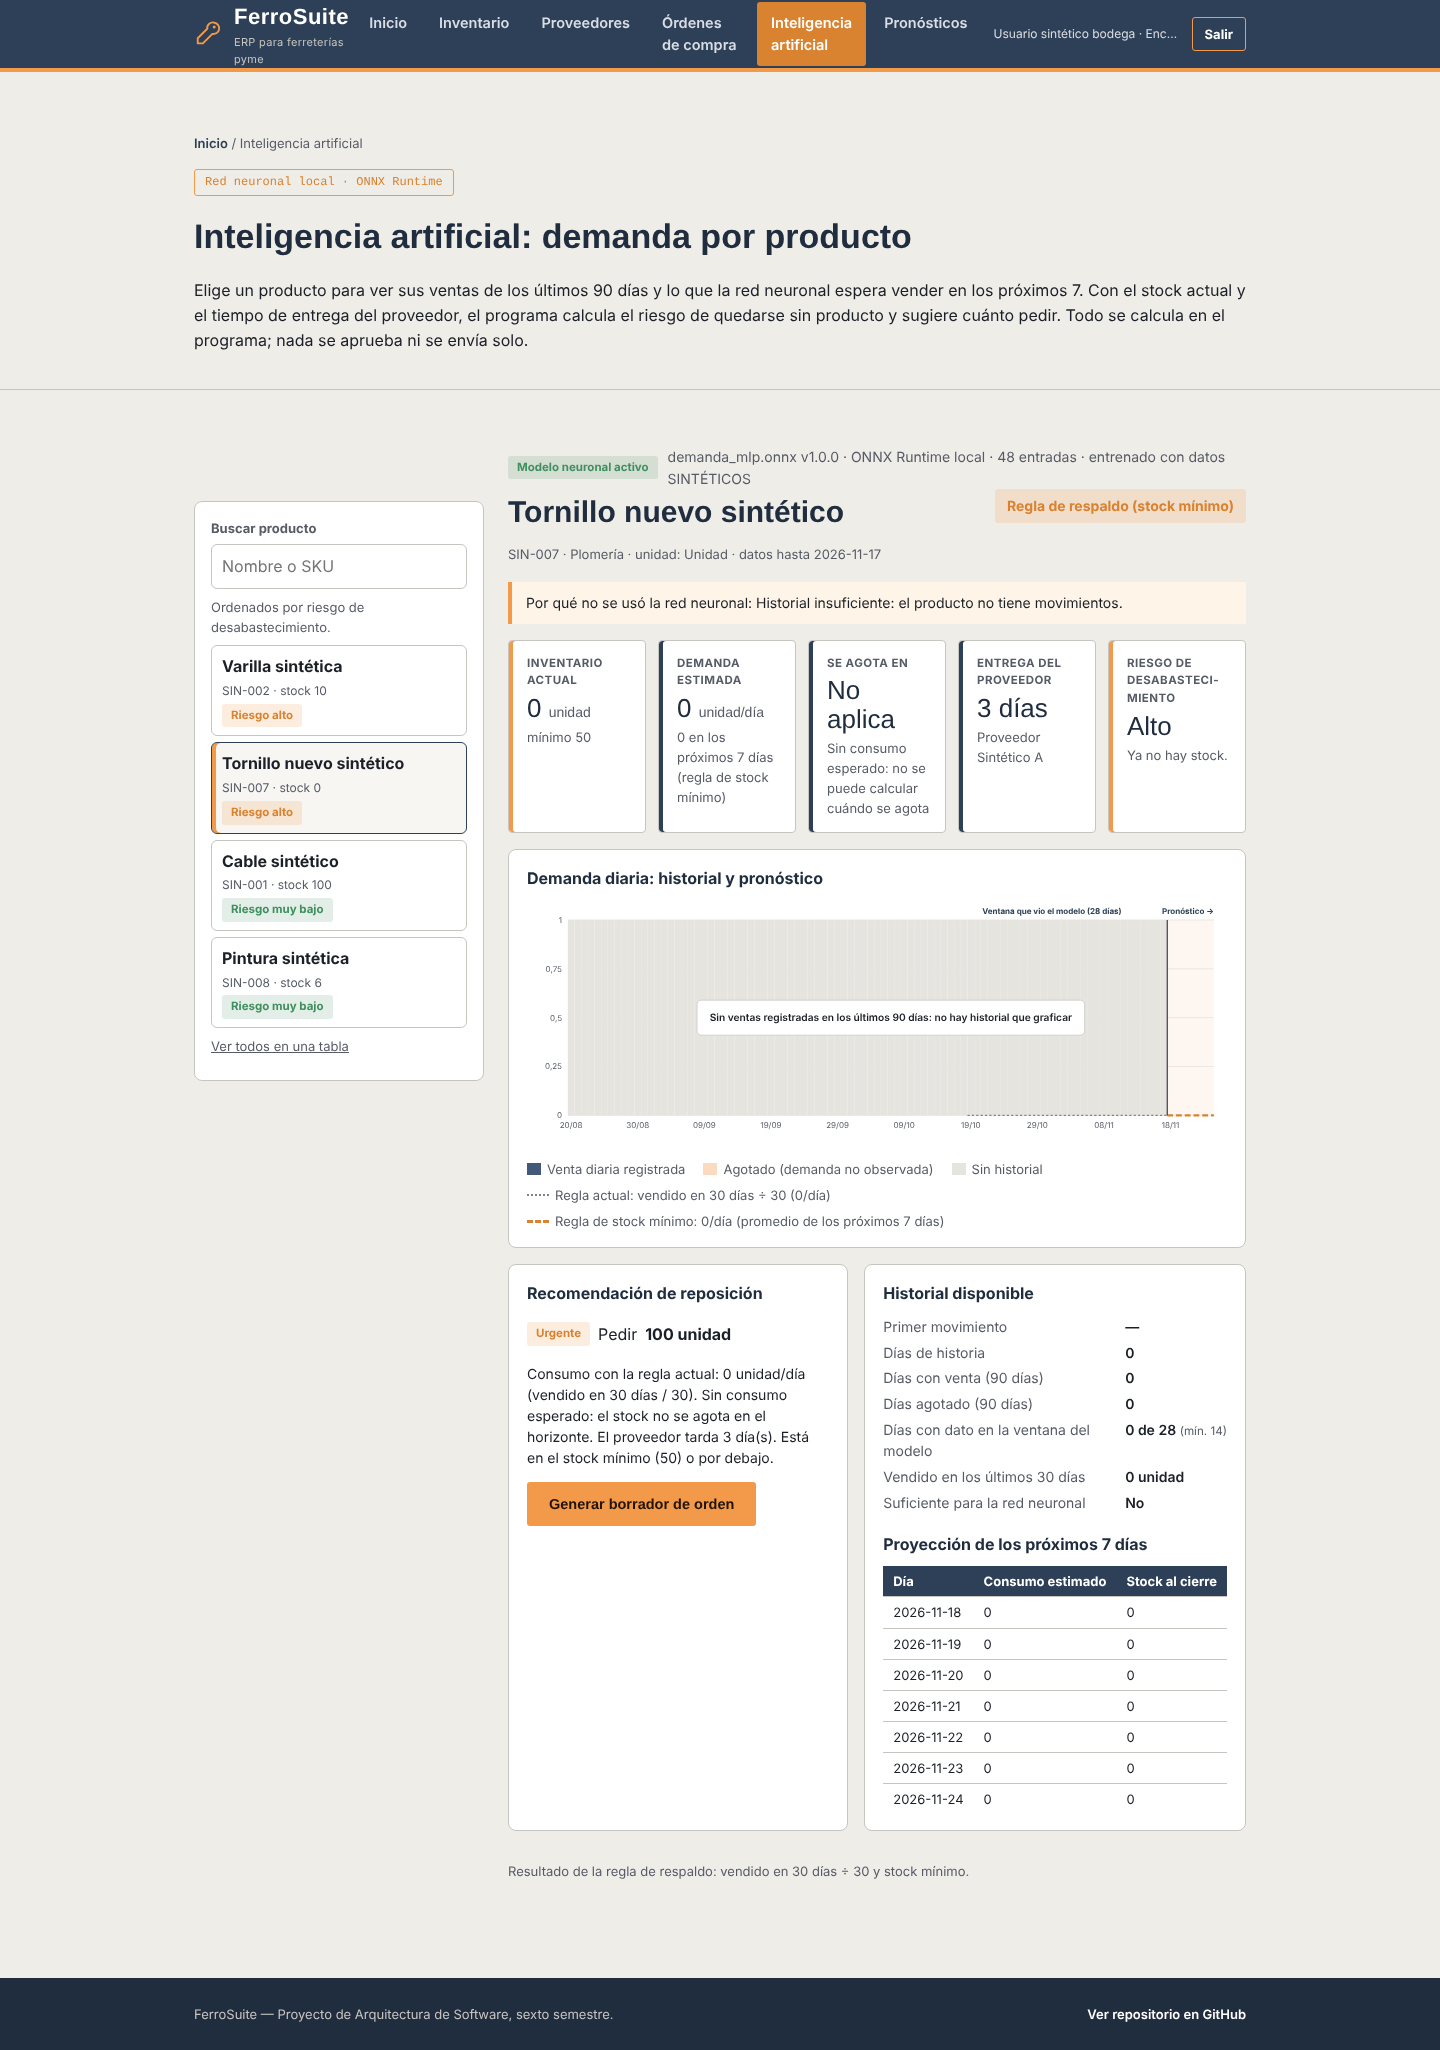 FerroSuite
ERP para ferreterías
pyme
Inicio
Inventario
Proveedores
Órdenes
de compra
Inteligencia
artificial
Pronósticos
Usuario sintético bodega · Enc...
Salir
Inicio / Inteligencia artificial
Red neuronal local · ONNX Runtime
Inteligencia artificial: demanda por producto
Elige un producto para ver sus ventas de los últimos 90 días y lo que la red neuronal espera vender en los próximos 7. Con el stock actual y
el tiempo de entrega del proveedor, el programa calcula el riesgo de quedarse sin producto y sugiere cuánto pedir. Todo se calcula en el
programa; nada se aprueba ni se envía solo.
Buscar producto
Nombre o SKU
Ordenados por riesgo de
desabastecimiento.
Varilla sintética
SIN-002 · stock 10
Riesgo alto
Tornillo nuevo sintético
SIN-007 · stock 0
Riesgo alto
Cable sintético
SIN-001 · stock 100
Riesgo muy bajo
Pintura sintética
SIN-008 · stock 6
Riesgo muy bajo
Ver todos en una tabla
Modelo neuronal activo
demanda_mlp.onnx v1.0.0 · ONNX Runtime local · 48 entradas · entrenado con datos
SINTÉTICOS
Tornillo nuevo sintético
Regla de respaldo (stock mínimo)
SIN-007 · Plomería · unidad: Unidad · datos hasta 2026-11-17
Por qué no se usó la red neuronal: Historial insuficiente: el producto no tiene movimientos.
INVENTARIO
ACTUAL
0 unidad
mínimo 50
DEMANDA
ESTIMADA
0 unidad/día
0 en los
próximos 7 días
(regla de stock
mínimo)
SE AGOTA EN
No
aplica
Sin consumo
esperado: no se
puede calcular
cuándo se agota
ENTREGA DEL
PROVEEDOR
3 días
Proveedor
Sintético A
RIESGO DE
DESABASTECI-
MIENTO
Alto
Ya no hay stock.
Demanda diaria: historial y pronóstico
Ventana que vio el modelo (28 días)
Pronóstico →
1
0,75
0,5
0,25
0
Sin ventas registradas en los últimos 90 días: no hay historial que graficar
20/08
30/08
09/09
19/09
29/09
09/10
19/10
29/10
08/11
18/11
Venta diaria registrada
Agotado (demanda no observada)
Sin historial
Regla actual: vendido en 30 días ÷ 30 (0/día)
Regla de stock mínimo: 0/día (promedio de los próximos 7 días)
Recomendación de reposición
Urgente Pedir 100 unidad
Consumo con la regla actual: 0 unidad/día
(vendido en 30 días / 30). Sin consumo
esperado: el stock no se agota en el
horizonte. El proveedor tarda 3 día(s). Está
en el stock mínimo (50) o por debajo.
Generar borrador de orden
Historial disponible
Primer movimiento —
Días de historia 0
Días con venta (90 días) 0
Días agotado (90 días) 0
Días con dato en la ventana del
modelo
0 de 28 (mín. 14)
Vendido en los últimos 30 días 0 unidad
Suficiente para la red neuronal No
Proyección de los próximos 7 días
Día Consumo estimado Stock al cierre
2026-11-18 0 0
2026-11-19 0 0
2026-11-20 0 0
2026-11-21 0 0
2026-11-22 0 0
2026-11-23 0 0
2026-11-24 0 0
Resultado de la regla de respaldo: vendido en 30 días ÷ 30 y stock mínimo.
FerroSuite — Proyecto de Arquitectura de Software, sexto semestre.
Ver repositorio en GitHub